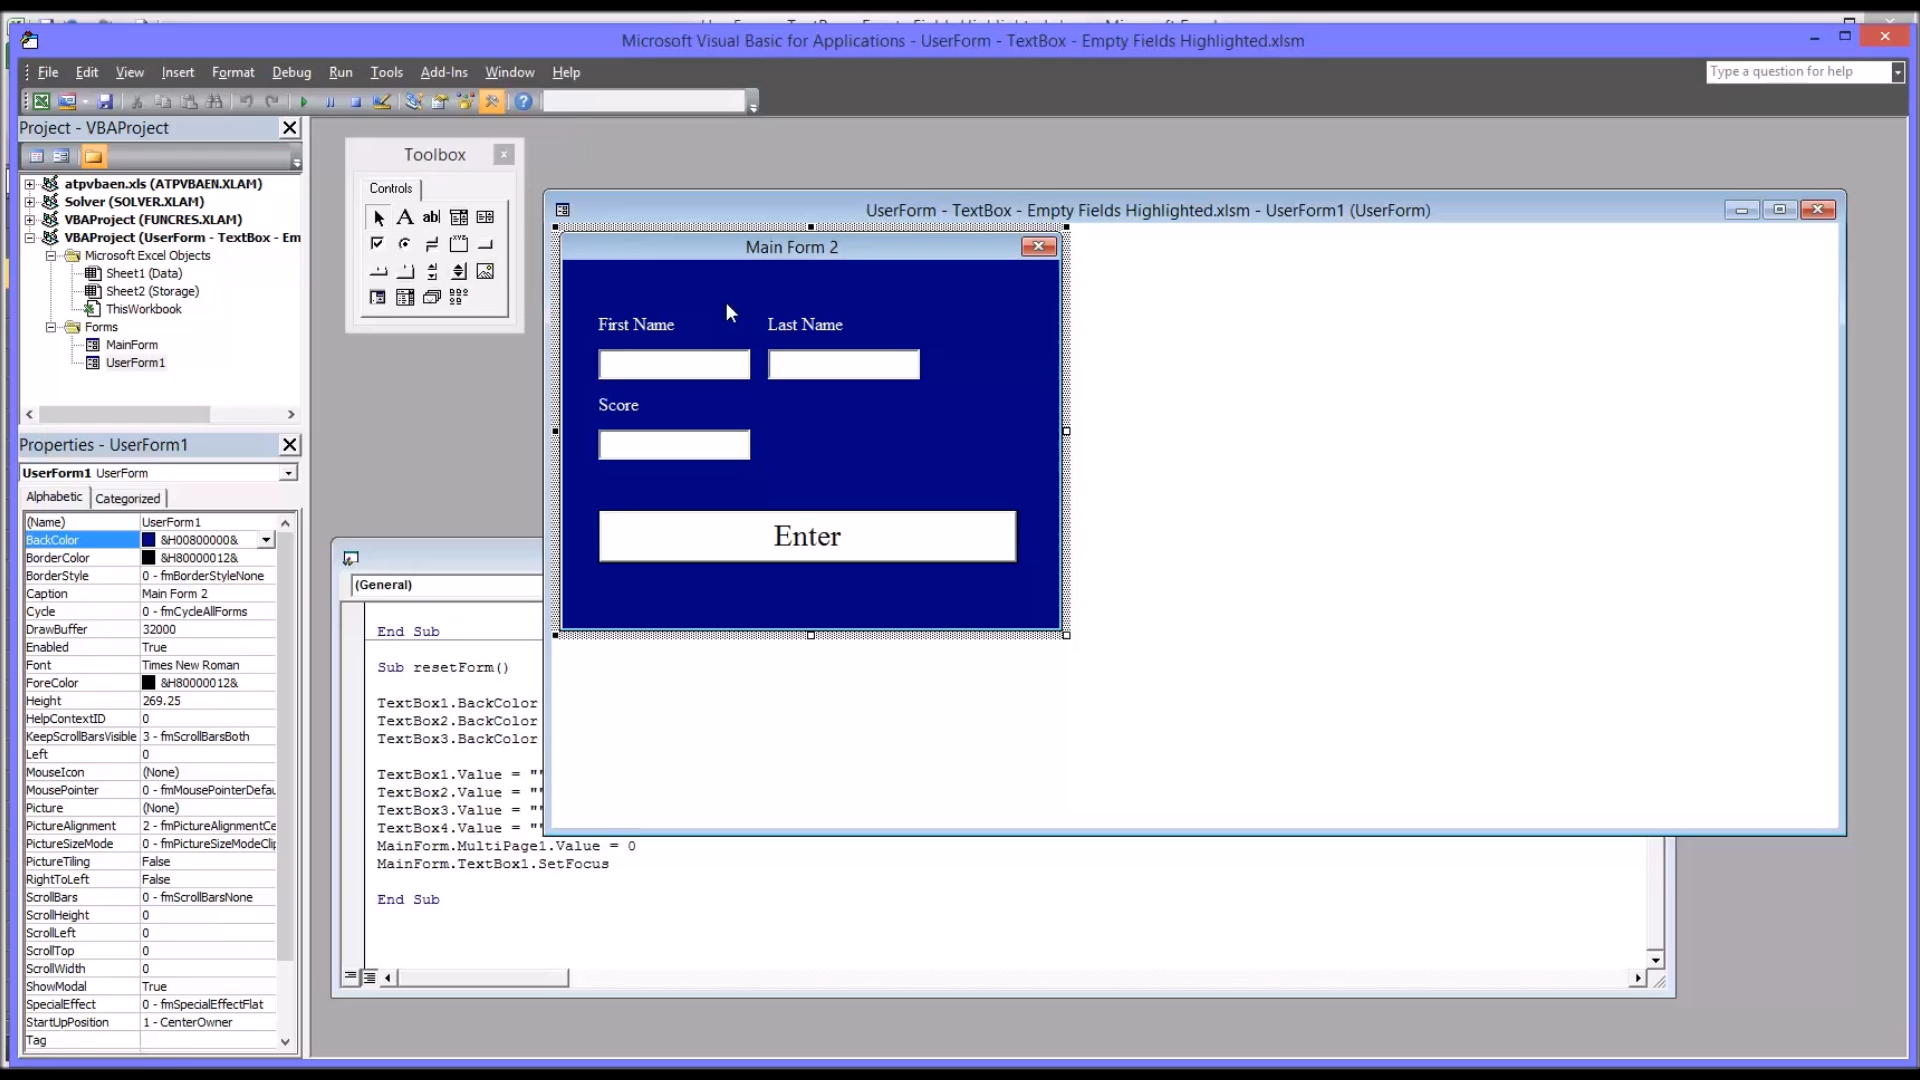 Microsoft Visual Basic for Applications - UserForm - TextBox - Empty Fields Highlighted.xlsm
File Edit View Insert Format Debug Run Tools Add-Ins Window Help
Type a question for help
Project - VBAProject
atpvbaen.xls (ATPVBAEN.XLAM)
Solver (SOLVER.XLAM)
VBAProject (FUNCRES.XLAM)
VBAProject (UserForm - TextBox - Em
Microsoft Excel Objects
Sheet1 (Data)
Sheet2 (Storage)
ThisWorkbook
Forms
MainForm
UserForm1
Properties - UserForm1
UserForm1 UserForm
Alphabetic Categorized
(Name) UserForm1
BackColor &H00800000&
BorderColor &H80000012&
BorderStyle 0 - fmBorderStyleNone
Caption Main Form 2
Cycle 0 - fmCycleAllForms
DrawBuffer 32000
Enabled True
Font Times New Roman
ForeColor &H80000012&
Height 269.25
HelpContextID 0
KeepScrollBarsVisible 3 - fmScrollBarsBoth
Left 0
MouseIcon (None)
MousePointer 0 - fmMousePointerDefau
Picture (None)
PictureAlignment 2 - fmPictureAlignmentCe
PictureSizeMode 0 - fmPictureSizeModeClip
PictureTiling False
RightToLeft False
ScrollBars 0 - fmScrollBarsNone
ScrollHeight 0
ScrollLeft 0
ScrollTop 0
ScrollWidth 0
ShowModal True
SpecialEffect 0 - fmSpecialEffectFlat
StartUpPosition 1 - CenterOwner
Tag
Toolbox
Controls
A ab|
UserForm - TextBox - Empty Fields Highlighted.xlsm - UserForm1 (UserForm)
Main Form 2
First Name Last Name
Score
Enter
(General)
End Sub
Sub resetForm()
TextBox1.BackColor
TextBox2.BackColor
TextBox3.BackColor
TextBox1.Value = ""
TextBox2.Value = ""
TextBox3.Value = ""
TextBox4.Value = ""
MainForm.MultiPage1.Value = 0
MainForm.TextBox1.SetFocus
End Sub